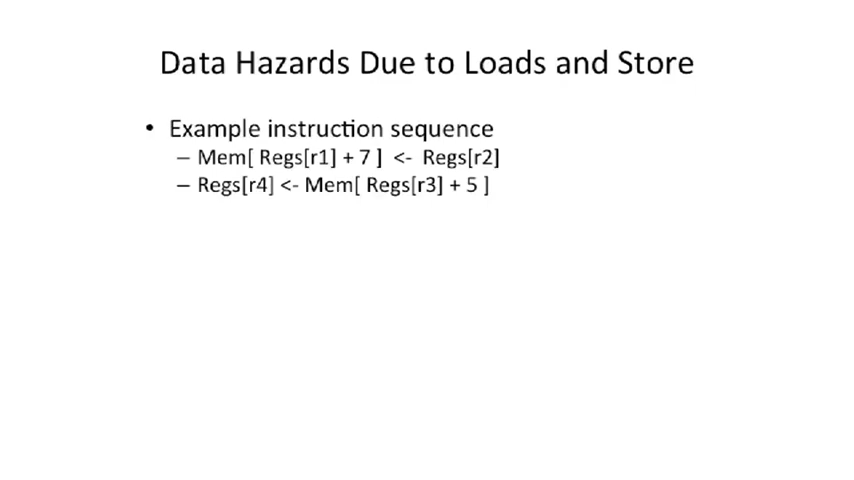 Data Hazards Due to Loads and Store
• Example instruction sequence
– Mem[ Regs[r1] + 7 ] <- Regs[r2]
– Regs[r4] <- Mem[ Regs[r3] + 5 ]